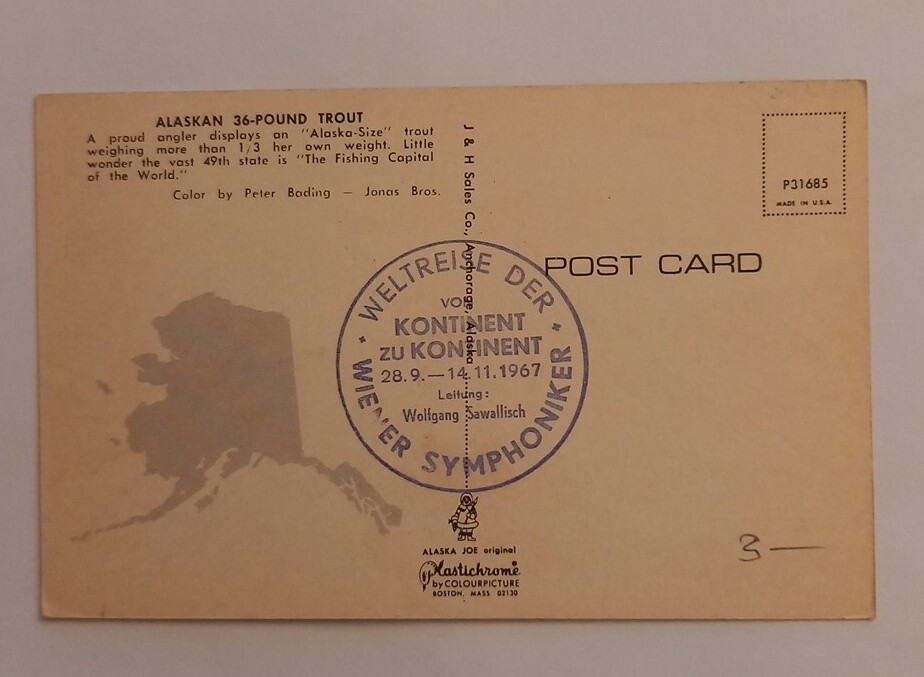 ALASKAN 36-POUND TROUT
A proud angler displays an "Alaska-Size" trout
weighing more than 1/3 her own weight. Little
wonder the vast 49th state is "The Fishing Capital
of the World."
Color by Peter Bading — Jonas Bros.
J & H Sales Co., Anchorage, Alaska
P31685
MADE IN U.S.A.
POST CARD
WELTREISE DER
VON
KONTINENT
ZU KONTINENT
28.9.—14.11.1967
Leitung:
Wolfgang Sawallisch
WIENER SYMPHONIKER
ALASKA JOE original
Plastichrome
by COLOURPICTURE
BOSTON, MASS 02130
3 —